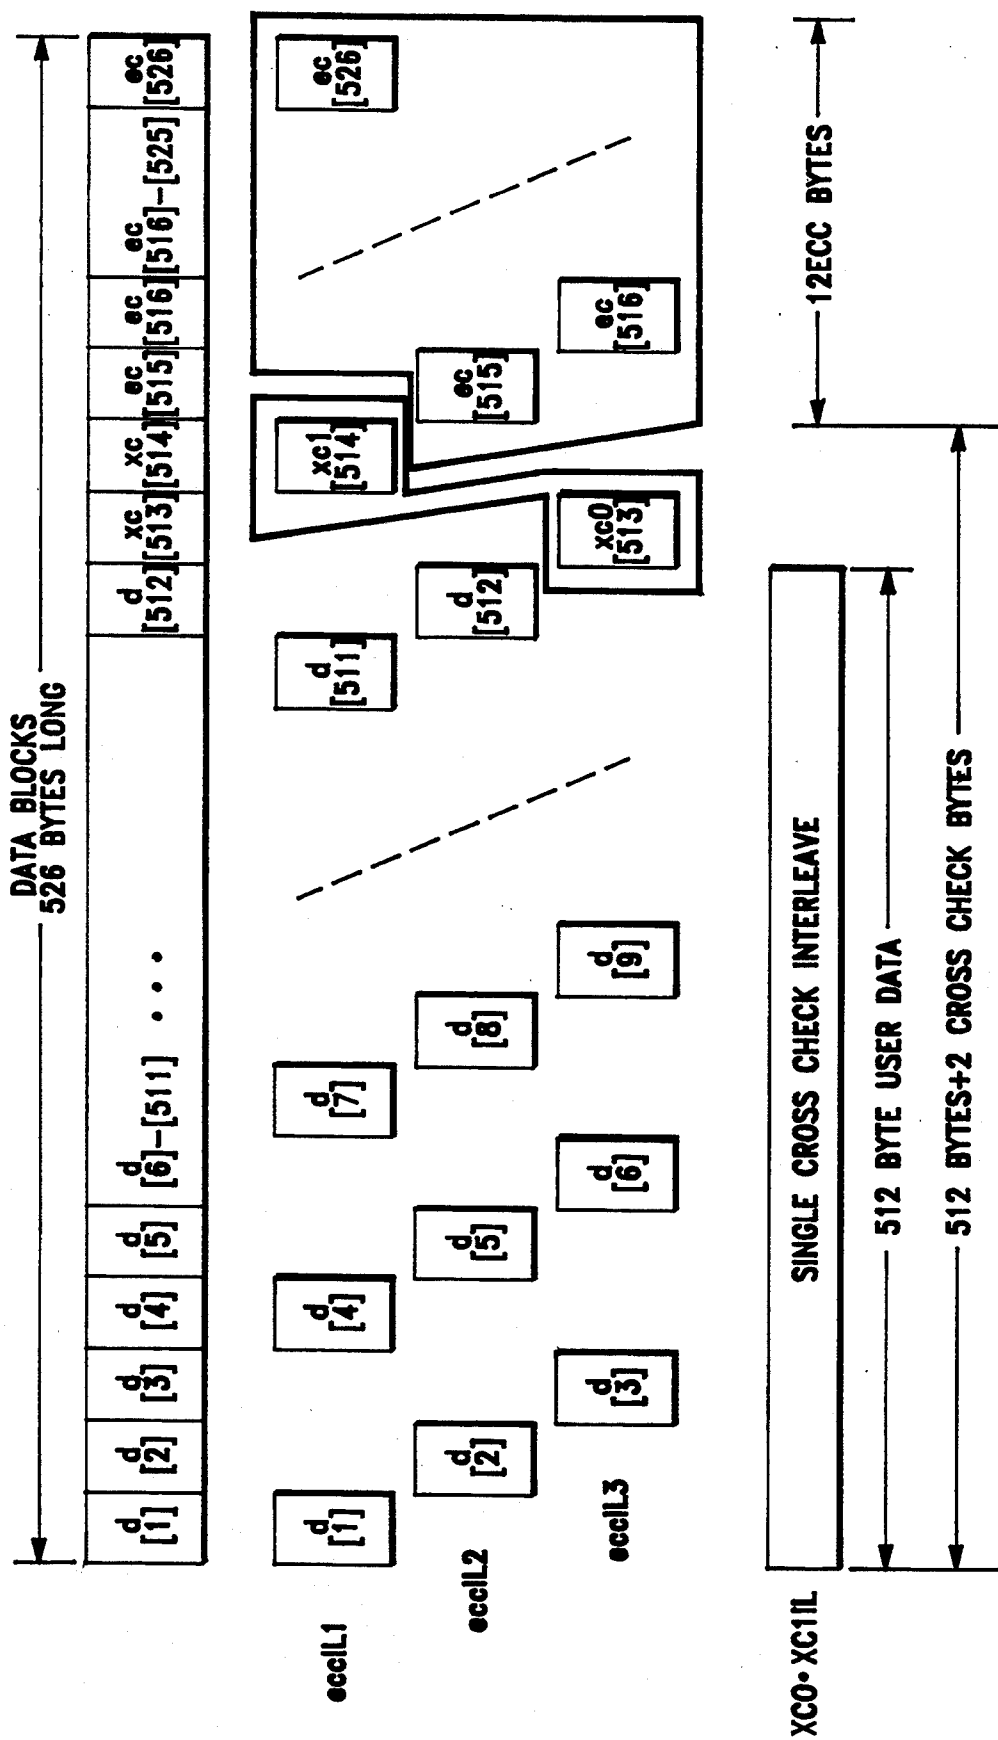 DATA BLOCKS
526 BYTES LONG
d [1] d [2] d [3] d [4] d [5] d [6]–[511] • • • d [512] xc [513] xc [514] ec [515] ec [516] ec [516]–[525] ec [526]
eccIL1 d [1] d [4] d [7] d [511] xc1 [514] ec [526]
eccIL2 d [2] d [5] d [8] d [512] ec [515]
eccIL3 d [3] d [6] d [9] xc0 [513] ec [516]
XC0•XC1IL SINGLE CROSS CHECK INTERLEAVE
512 BYTE USER DATA
12ECC BYTES
512 BYTES+2 CROSS CHECK BYTES